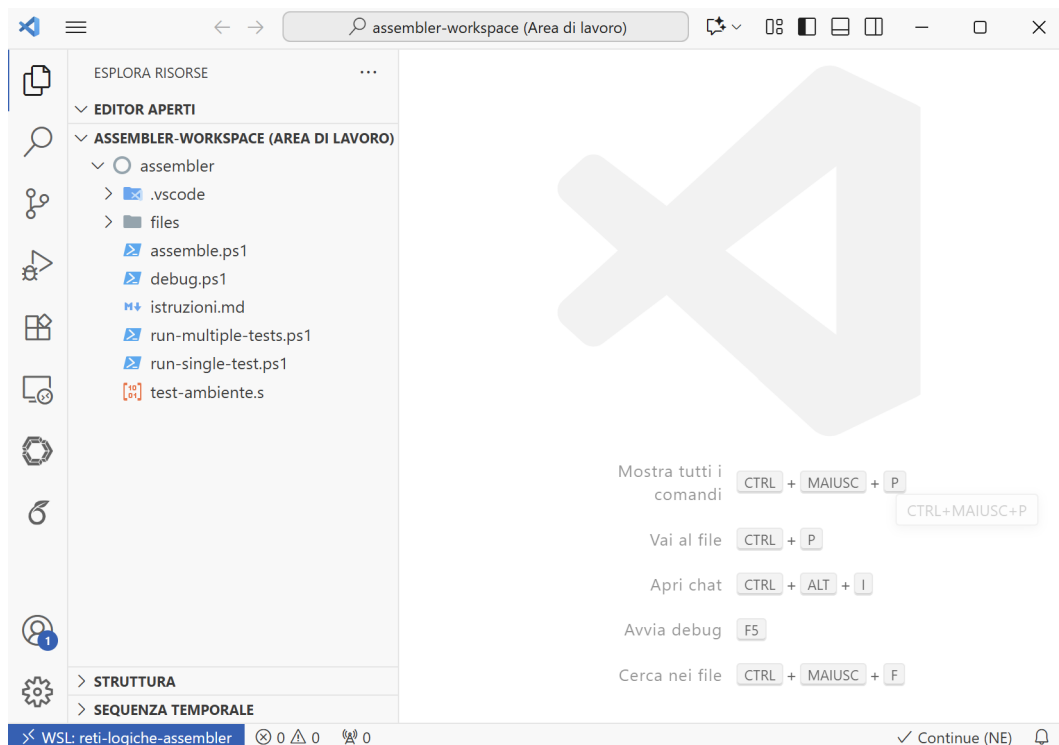 assembler-workspace (Area di lavoro)
ESPLORA RISORSE
EDITOR APERTI
ASSEMBLER-WORKSPACE (AREA DI LAVORO)
assembler
.vscode
files
assemble.ps1
debug.ps1
istruzioni.md
run-multiple-tests.ps1
run-single-test.ps1
test-ambiente.s
Mostra tutti i
comandi
CTRL + MAIUSC + P
CTRL+MAIUSC+P
Vai al file CTRL + P
Apri chat CTRL + ALT + I
Avvia debug F5
Cerca nei file CTRL + MAIUSC + F
1
STRUTTURA
SEQUENZA TEMPORALE
WSL: reti-logiche-assembler 0 0 0 Continue (NE)